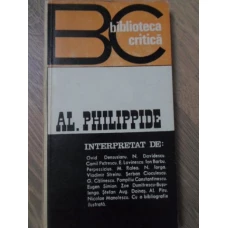 BC
biblioteca
critică
AL. PHILIPPIDE
INTERPRETAT DE:
Ovid Densusianu, N. Davidescu,
Camil Petrescu, E. Lovinescu, Ion Barbu,
Perpessicius, M. Ralea, N. Iorga,
Vladimir Streinu, Șerban Cioculescu,
G. Călinescu, Pompiliu Constantinescu,
Eugen Simion, Zoe Dumitrescu-Bușu-
lenga, Ștefan Aug. Doinaș, Al. Piru,
Nicolae Manolescu. Cu o bibliografie
ilustrată.